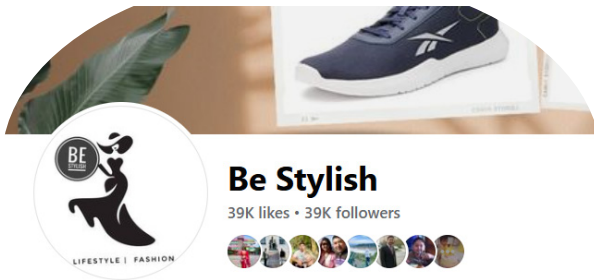 BE
STYLISH
LIFESTYLE | FASHION
Be Stylish
39K likes • 39K followers